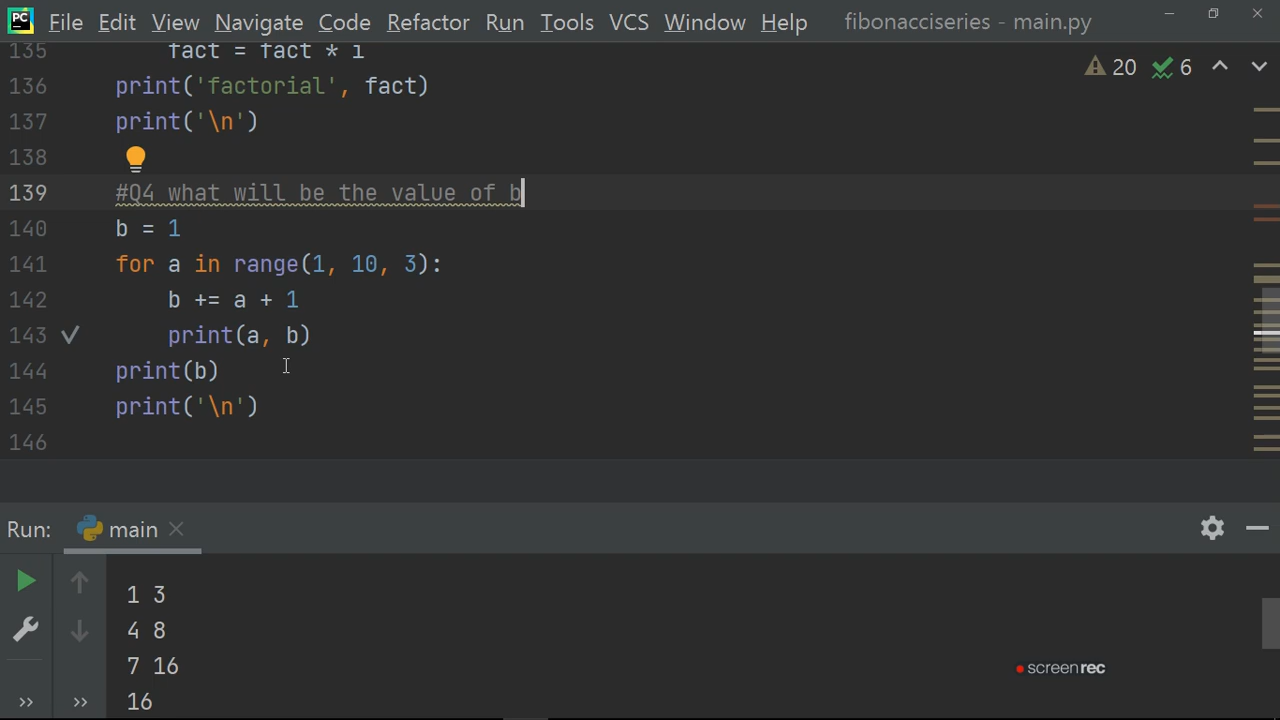 PC File Edit View Navigate Code Refactor Run Tools VCS Window Help fibonacciseries - main.py
135 fact = fact * i
20 6
136 print('factorial', fact)
137 print('\n')
138
139 #Q4 what will be the value of b
140 b = 1
141 for a in range(1, 10, 3):
142 b += a + 1
143 print(a, b)
144 print(b)
145 print('\n')
146
Run: main
1 3
4 8
7 16
screenrec
16